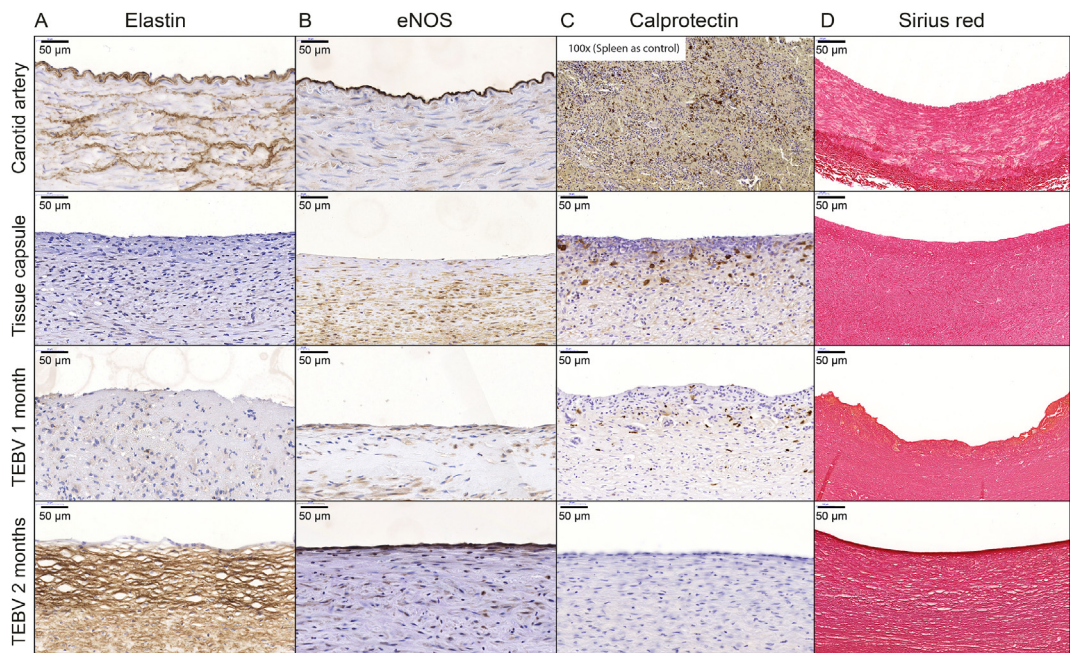 A Elastin B eNOS C Calprotectin D Sirius red
Carotid artery
50 µm 50 µm 100x (Spleen as control) 50 µm
Tissue capsule
50 µm 50 µm 50 µm 50 µm
TEBV 1 month
50 µm 50 µm 50 µm 50 µm
TEBV 2 months
50 µm 50 µm 50 µm 50 µm